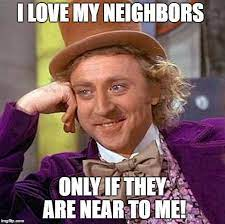 I LOVE MY NEIGHBORS
ONLY IF THEY
ARE NEAR TO ME!
imgflip.com